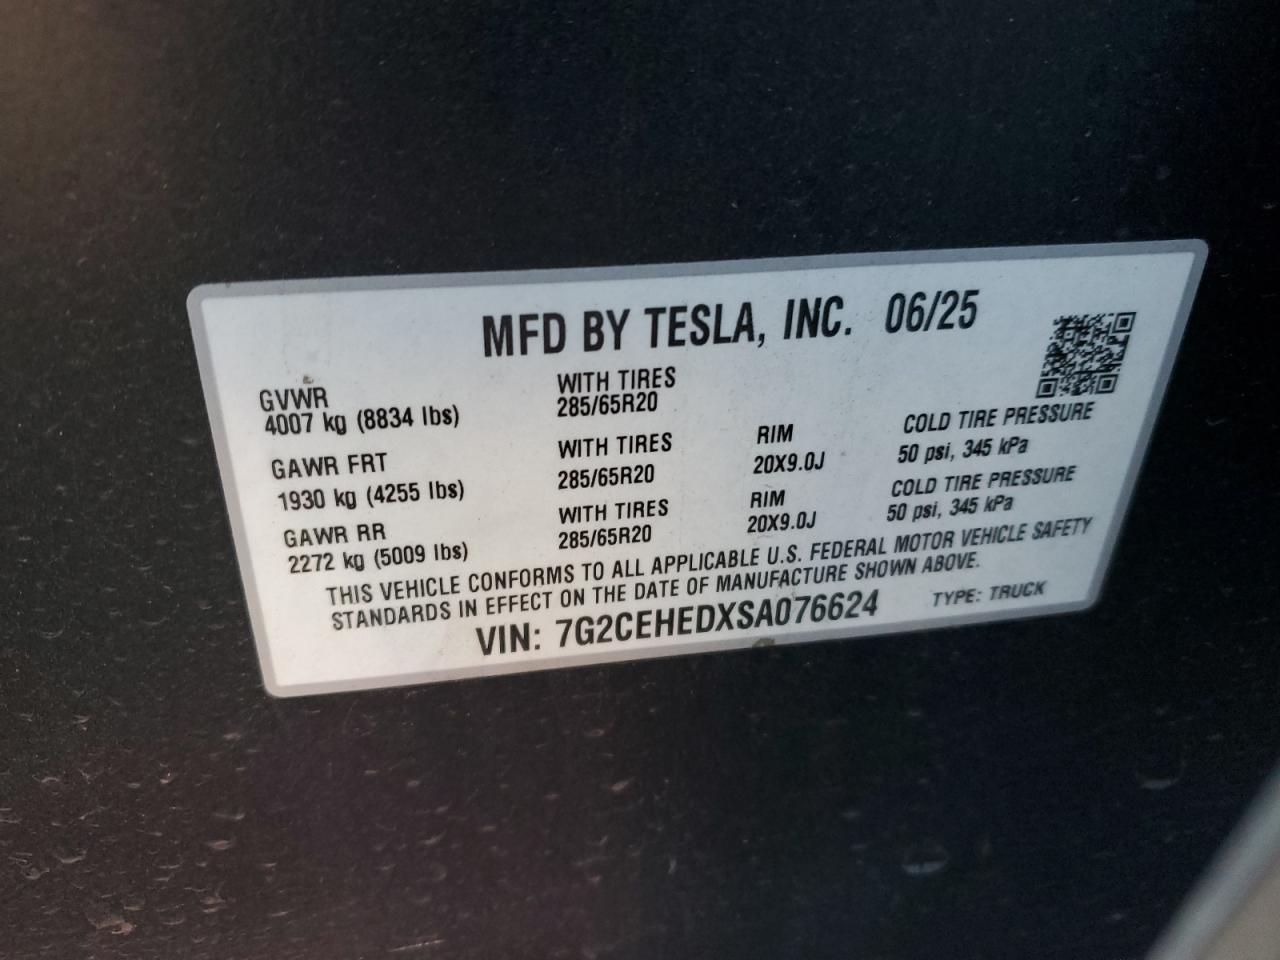 MFD BY TESLA, INC. 06/25
GVWR WITH TIRES
4007 kg (8834 lbs) 285/65R20
GAWR FRT WITH TIRES RIM COLD TIRE PRESSURE
1930 kg (4255 lbs) 285/65R20 20X9.0J 50 psi, 345 kPa
GAWR RR WITH TIRES RIM COLD TIRE PRESSURE
2272 kg (5009 lbs) 285/65R20 20X9.0J 50 psi, 345 kPa
THIS VEHICLE CONFORMS TO ALL APPLICABLE U.S. FEDERAL MOTOR VEHICLE SAFETY
STANDARDS IN EFFECT ON THE DATE OF MANUFACTURE SHOWN ABOVE.
VIN: 7G2CEHEDXSA076624 TYPE: TRUCK